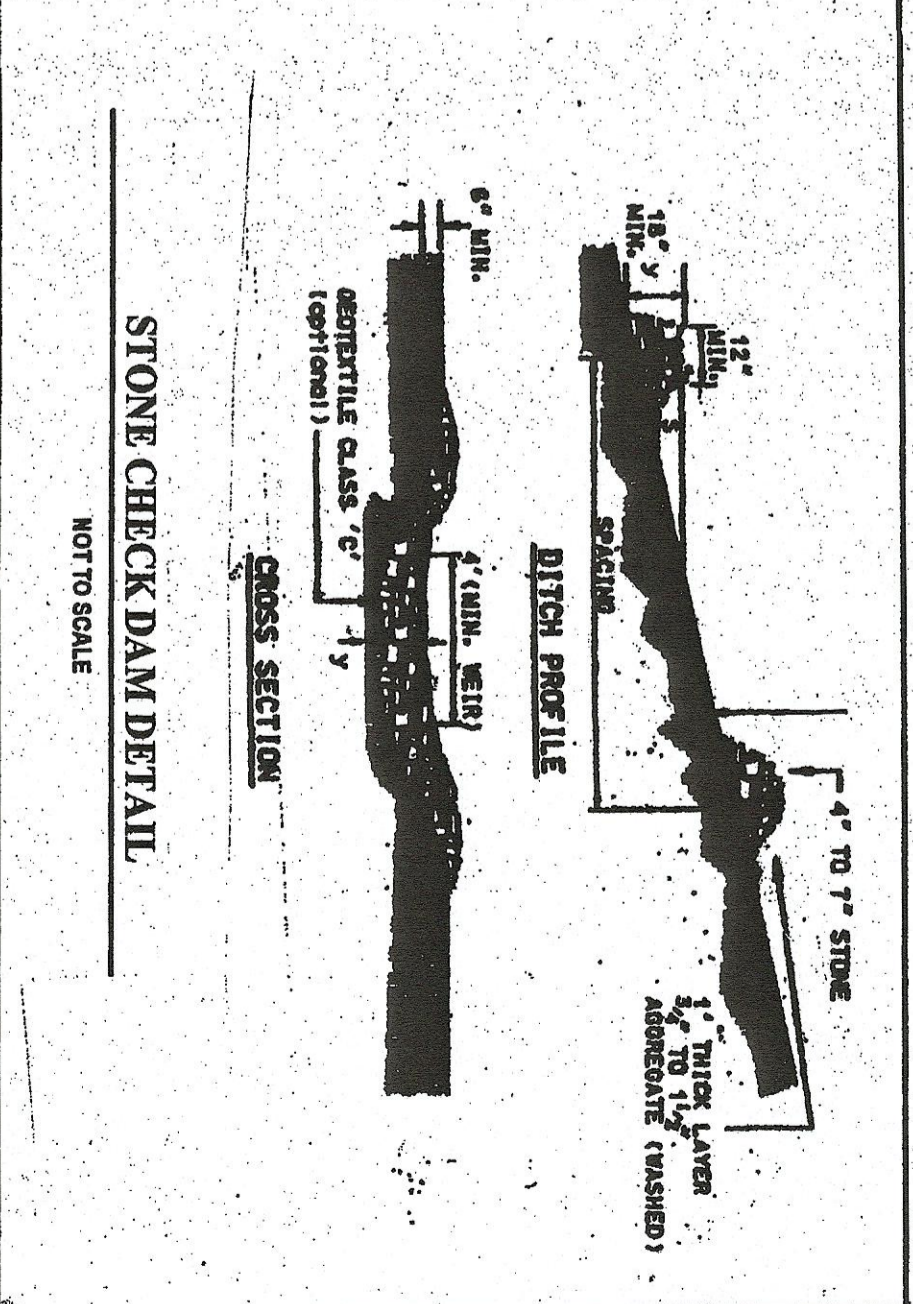 4" TO 7" STONE
1' THICK LAYER
3/4" TO 1 1/2"
AGGREGATE (WASHED)
12"
MIN.
18" y
MIN.
S
SPACING
DITCH PROFILE
6" MIN.
4' (MIN. WEIR)
GEOTEXTILE CLASS 'C'
(optional)
y
CROSS SECTION
STONE CHECK DAM DETAIL
NOT TO SCALE